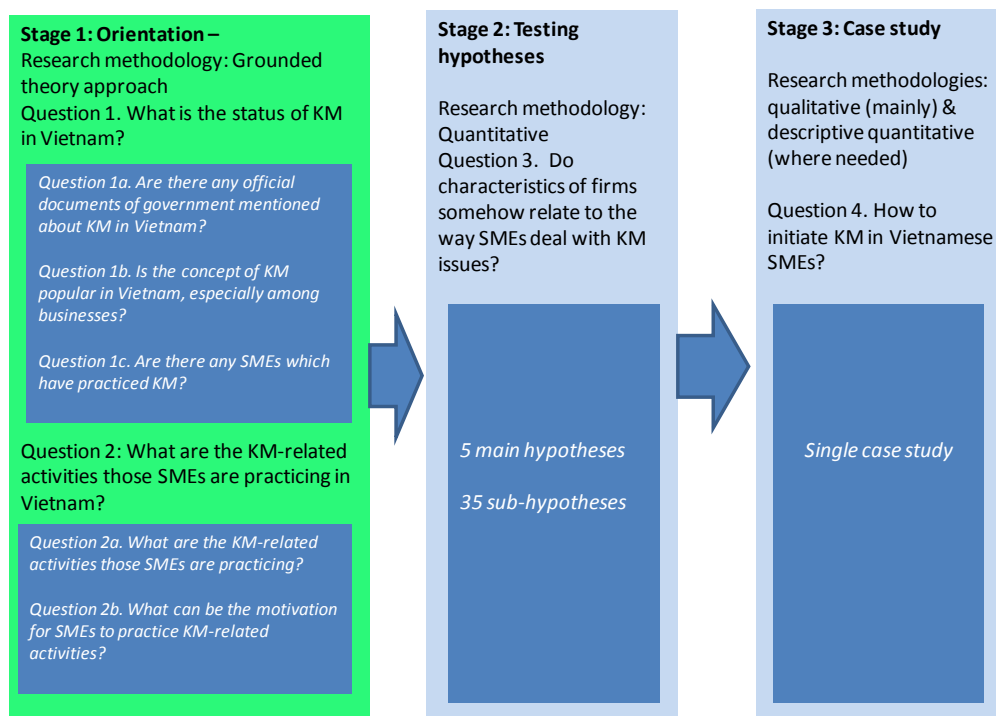 Stage 1: Orientation –
Research methodology: Grounded
theory approach
Question 1. What is the status of KM
in Vietnam?
Question 1a. Are there any official
documents of government mentioned
about KM in Vietnam?
Question 1b. Is the concept of KM
popular in Vietnam, especially among
businesses?
Question 1c. Are there any SMEs which
have practiced KM?
Question 2: What are the KM-related
activities those SMEs are practicing in
Vietnam?
Question 2a. What are the KM-related
activities those SMEs are practicing?
Question 2b. What can be the motivation
for SMEs to practice KM-related
activities?
Stage 2: Testing
hypotheses
Research methodology:
Quantitative
Question 3. Do
characteristics of firms
somehow relate to the
way SMEs deal with KM
issues?
5 main hypotheses
35 sub-hypotheses
Stage 3: Case study
Research methodologies:
qualitative (mainly) &
descriptive quantitative
(where needed)
Question 4. How to
initiate KM in Vietnamese
SMEs?
Single case study